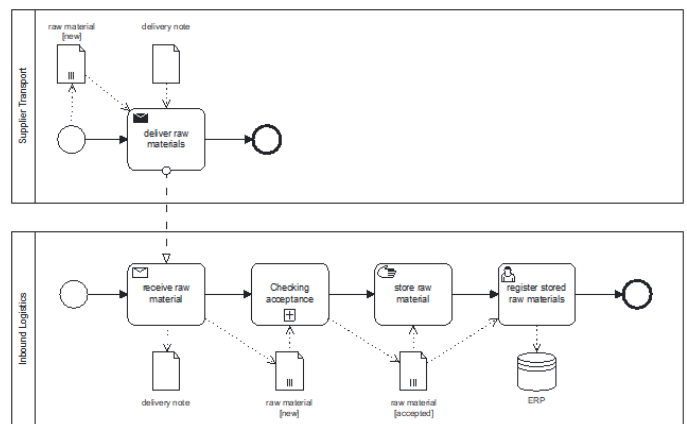 raw material
[new]
delivery note
Supplier Transport
deliver raw
materials
Inbound Logistics
receive raw
material
Checking
acceptance
store raw
material
register stored
raw materials
delivery note
raw material
[new]
raw material
[accepted]
ERP